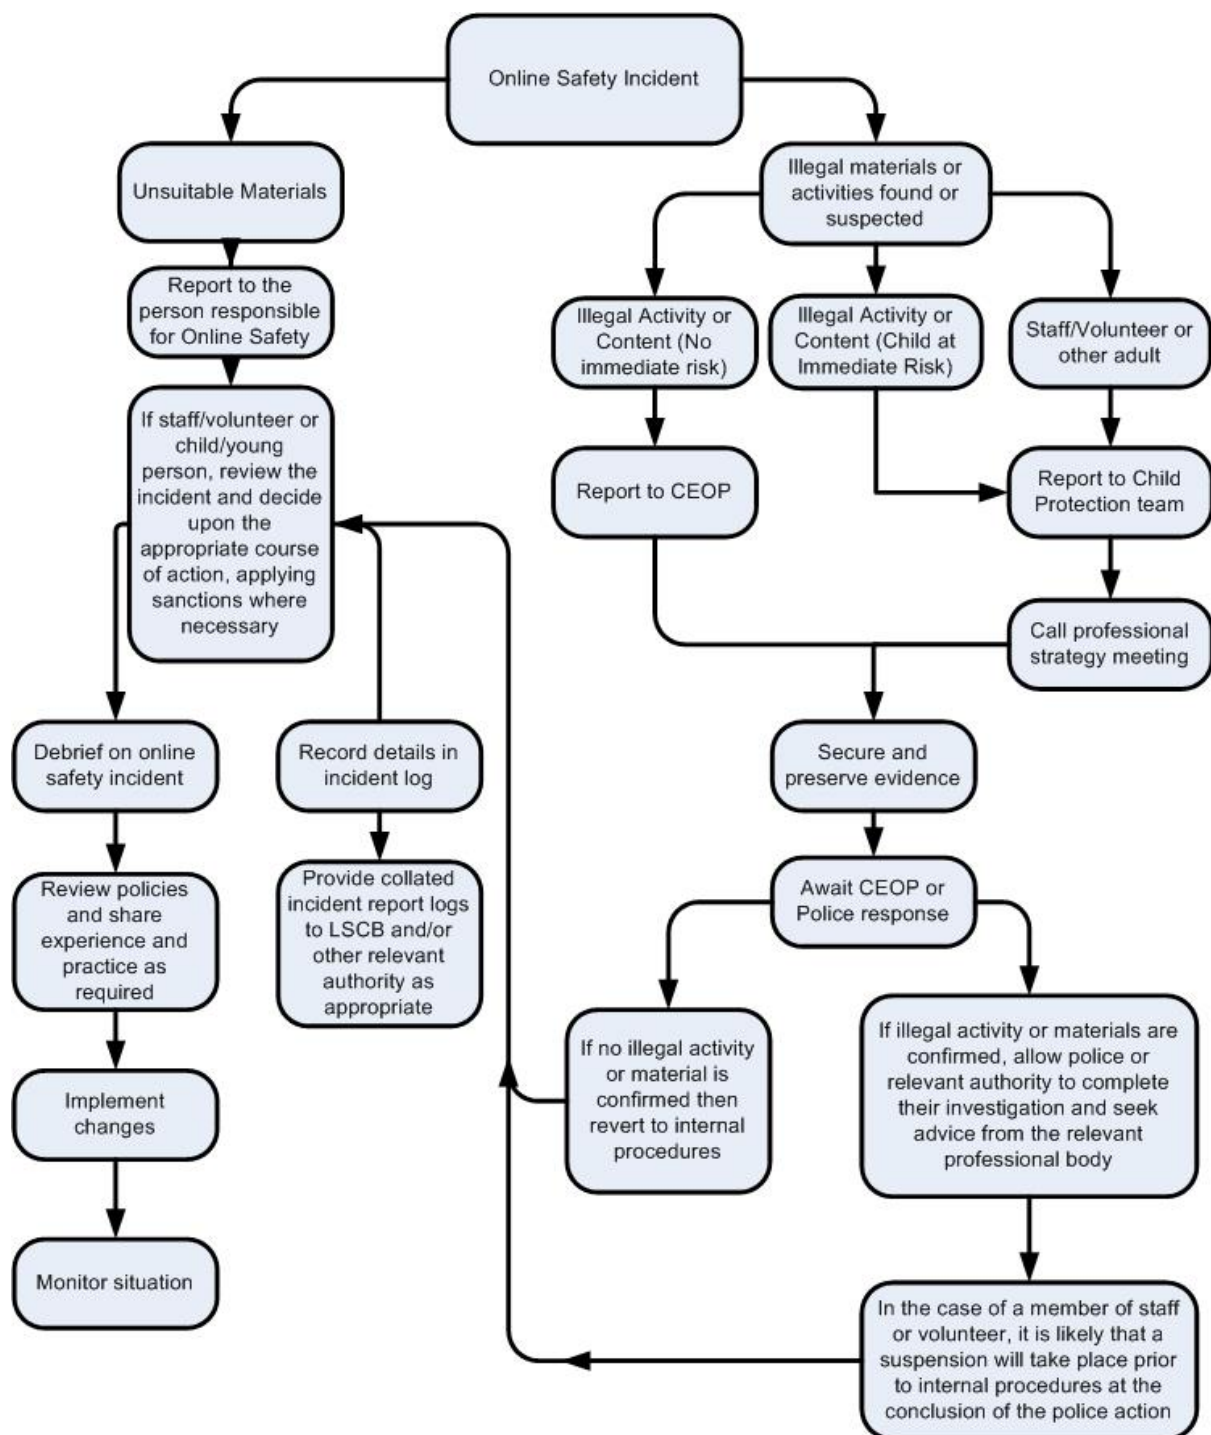 Online Safety Incident
Unsuitable Materials
Report to the
person responsible
for Online Safety
If staff/volunteer or
child/young
person, review the
incident and decide
upon the
appropriate course
of action, applying
sanctions where
necessary
Debrief on online
safety incident
Review policies
and share
experience and
practice as
required
Implement
changes
Monitor situation
Record details in
incident log
Provide collated
incident report logs
to LSCB and/or
other relevant
authority as
appropriate
Illegal materials or
activities found or
suspected
Illegal Activity or
Content (No
immediate risk)
Illegal Activity or
Content (Child at
Immediate Risk)
Staff/Volunteer or
other adult
Report to CEOP
Report to Child
Protection team
Call professional
strategy meeting
Secure and
preserve evidence
Await CEOP or
Police response
If no illegal activity
or material is
confirmed then
revert to internal
procedures
If illegal activity or materials are
confirmed, allow police or
relevant authority to complete
their investigation and seek
advice from the relevant
professional body
In the case of a member of staff
or volunteer, it is likely that a
suspension will take place prior
to internal procedures at the
conclusion of the police action